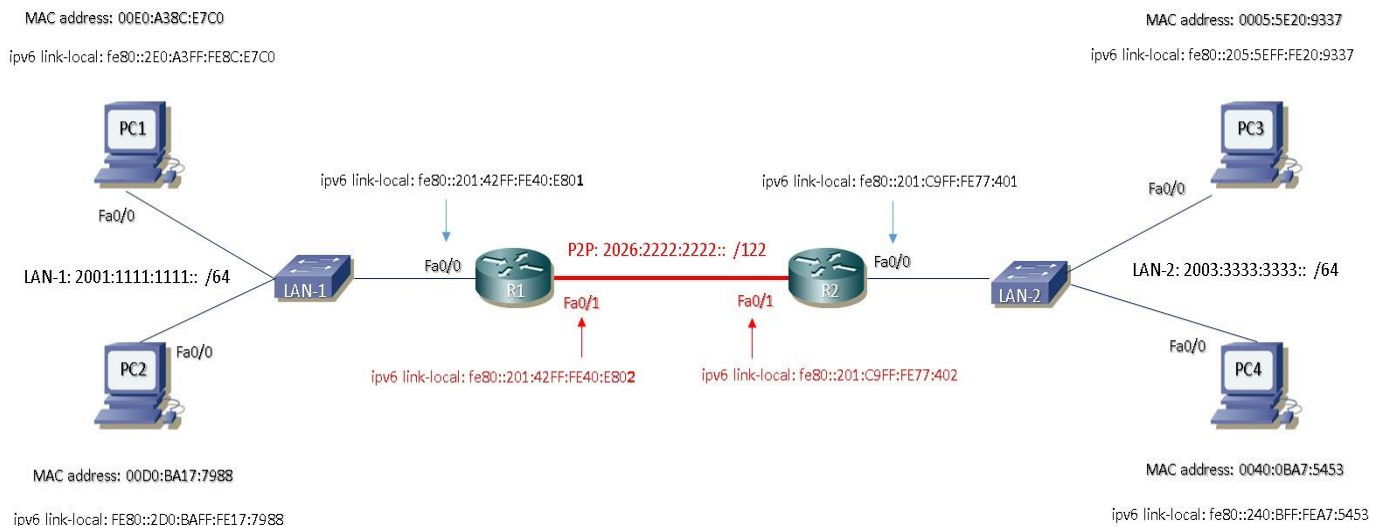 MAC address: 00E0:A38C:E7C0
MAC address: 0005:5E20:9337
ipv6 link-local: fe80::2E0:A3FF:FE8C:E7C0
ipv6 link-local: fe80::205:5EFF:FE20:9337
PC1
PC3
ipv6 link-local: fe80::201:42FF:FE40:E801
ipv6 link-local: fe80::201:C9FF:FE77:401
Fa0/0
Fa0/0
P2P: 2026:2222:2222:: /122
Fa0/0
Fa0/0
LAN-1: 2001:1111:1111:: /64
LAN-1
R1
R2
LAN-2
LAN-2: 2003:3333:3333:: /64
Fa0/1
Fa0/1
Fa0/0
Fa0/0
PC2
PC4
ipv6 link-local: fe80::201:42FF:FE40:E802
ipv6 link-local: fe80::201:C9FF:FE77:402
MAC address: 00D0:BA17:7988
MAC address: 0040:0BA7:5453
ipv6 link-local: FE80::2D0:BAFF:FE17:7988
ipv6 link-local: fe80::240:BFF:FEA7:5453